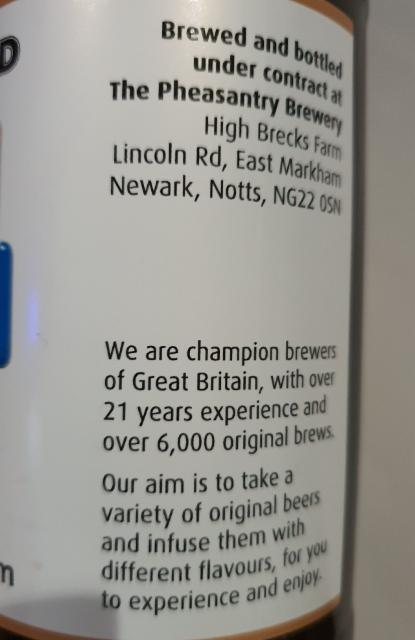 Brewed and bottled
under contract at
The Pheasantry Brewery
High Brecks Farm
Lincoln Rd, East Markham
Newark, Notts, NG22 0SN
We are champion brewers
of Great Britain, with over
21 years experience and
over 6,000 original brews.
Our aim is to take a
variety of original beers
and infuse them with
different flavours, for you
to experience and enjoy.